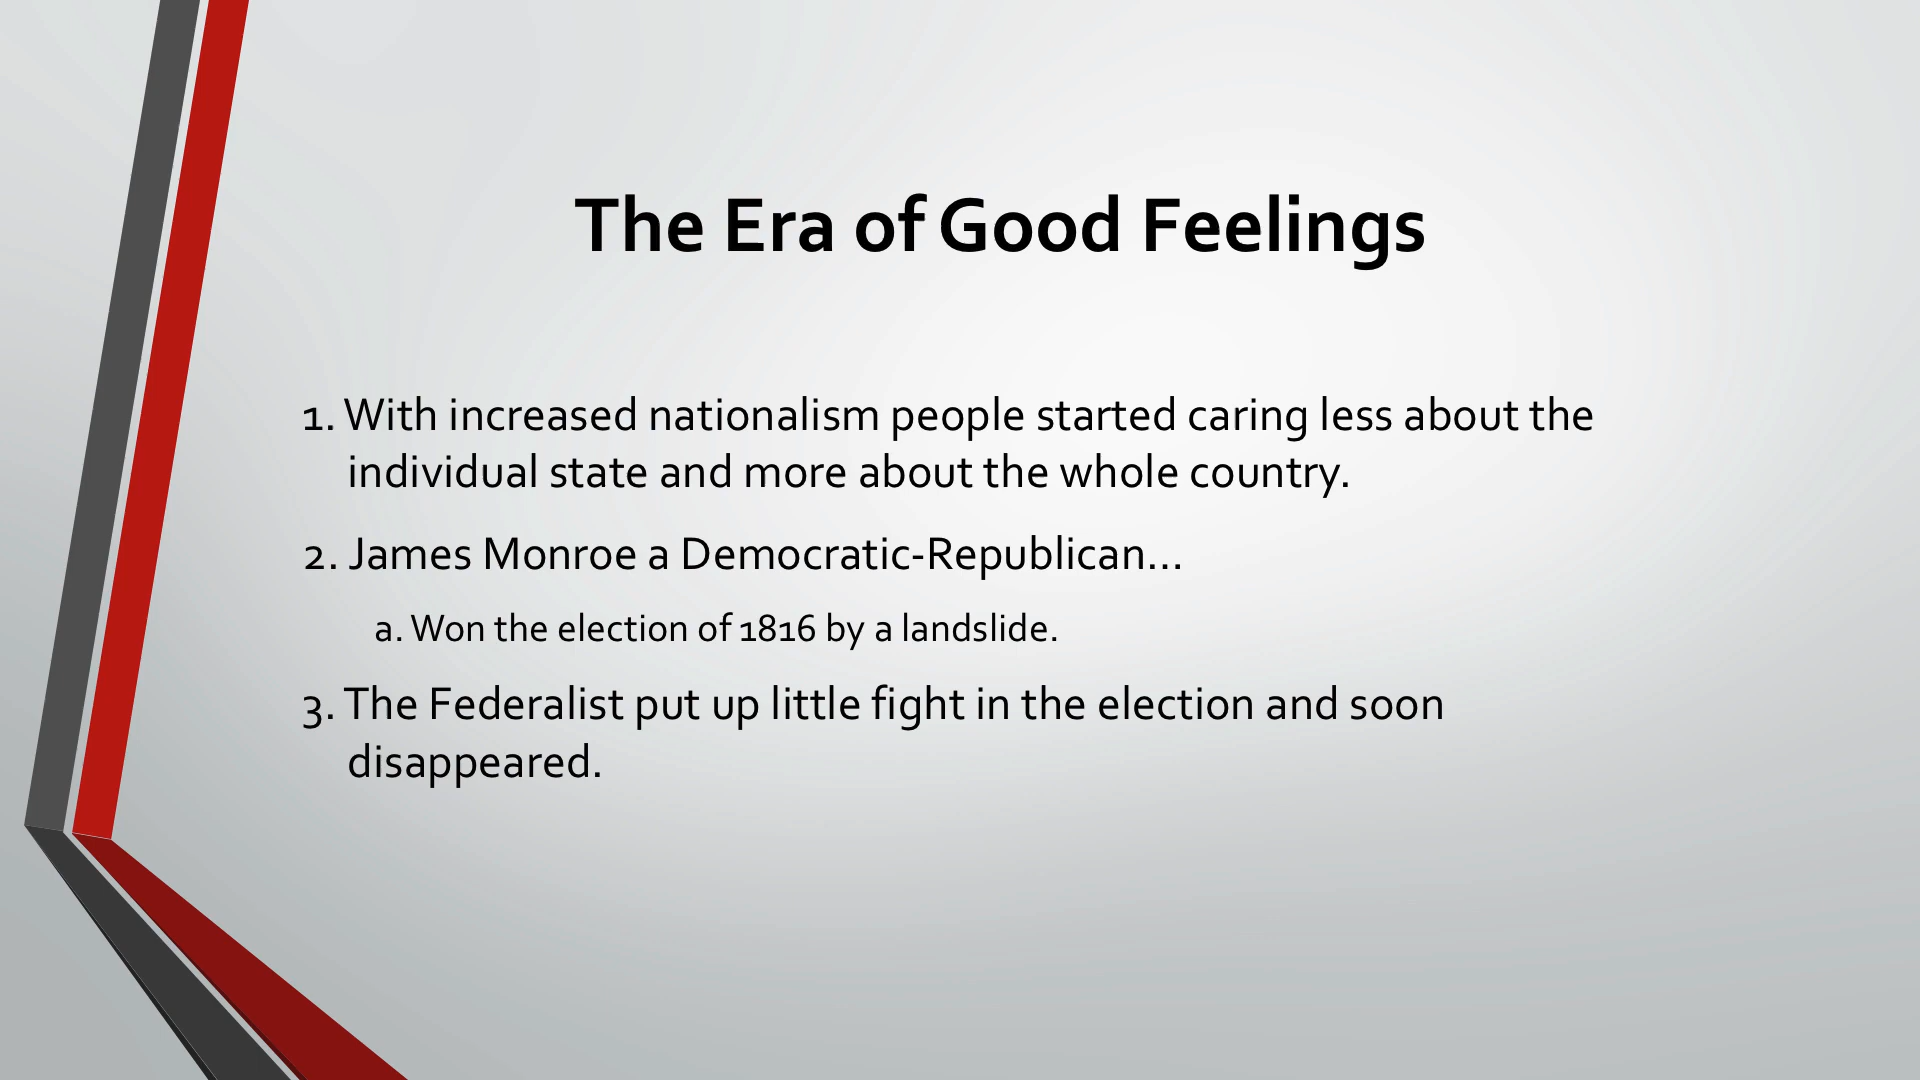 The Era of Good Feelings
1. With increased nationalism people started caring less about the
individual state and more about the whole country.
2. James Monroe a Democratic-Republican…
a. Won the election of 1816 by a landslide.
3. The Federalist put up little fight in the election and soon
disappeared.